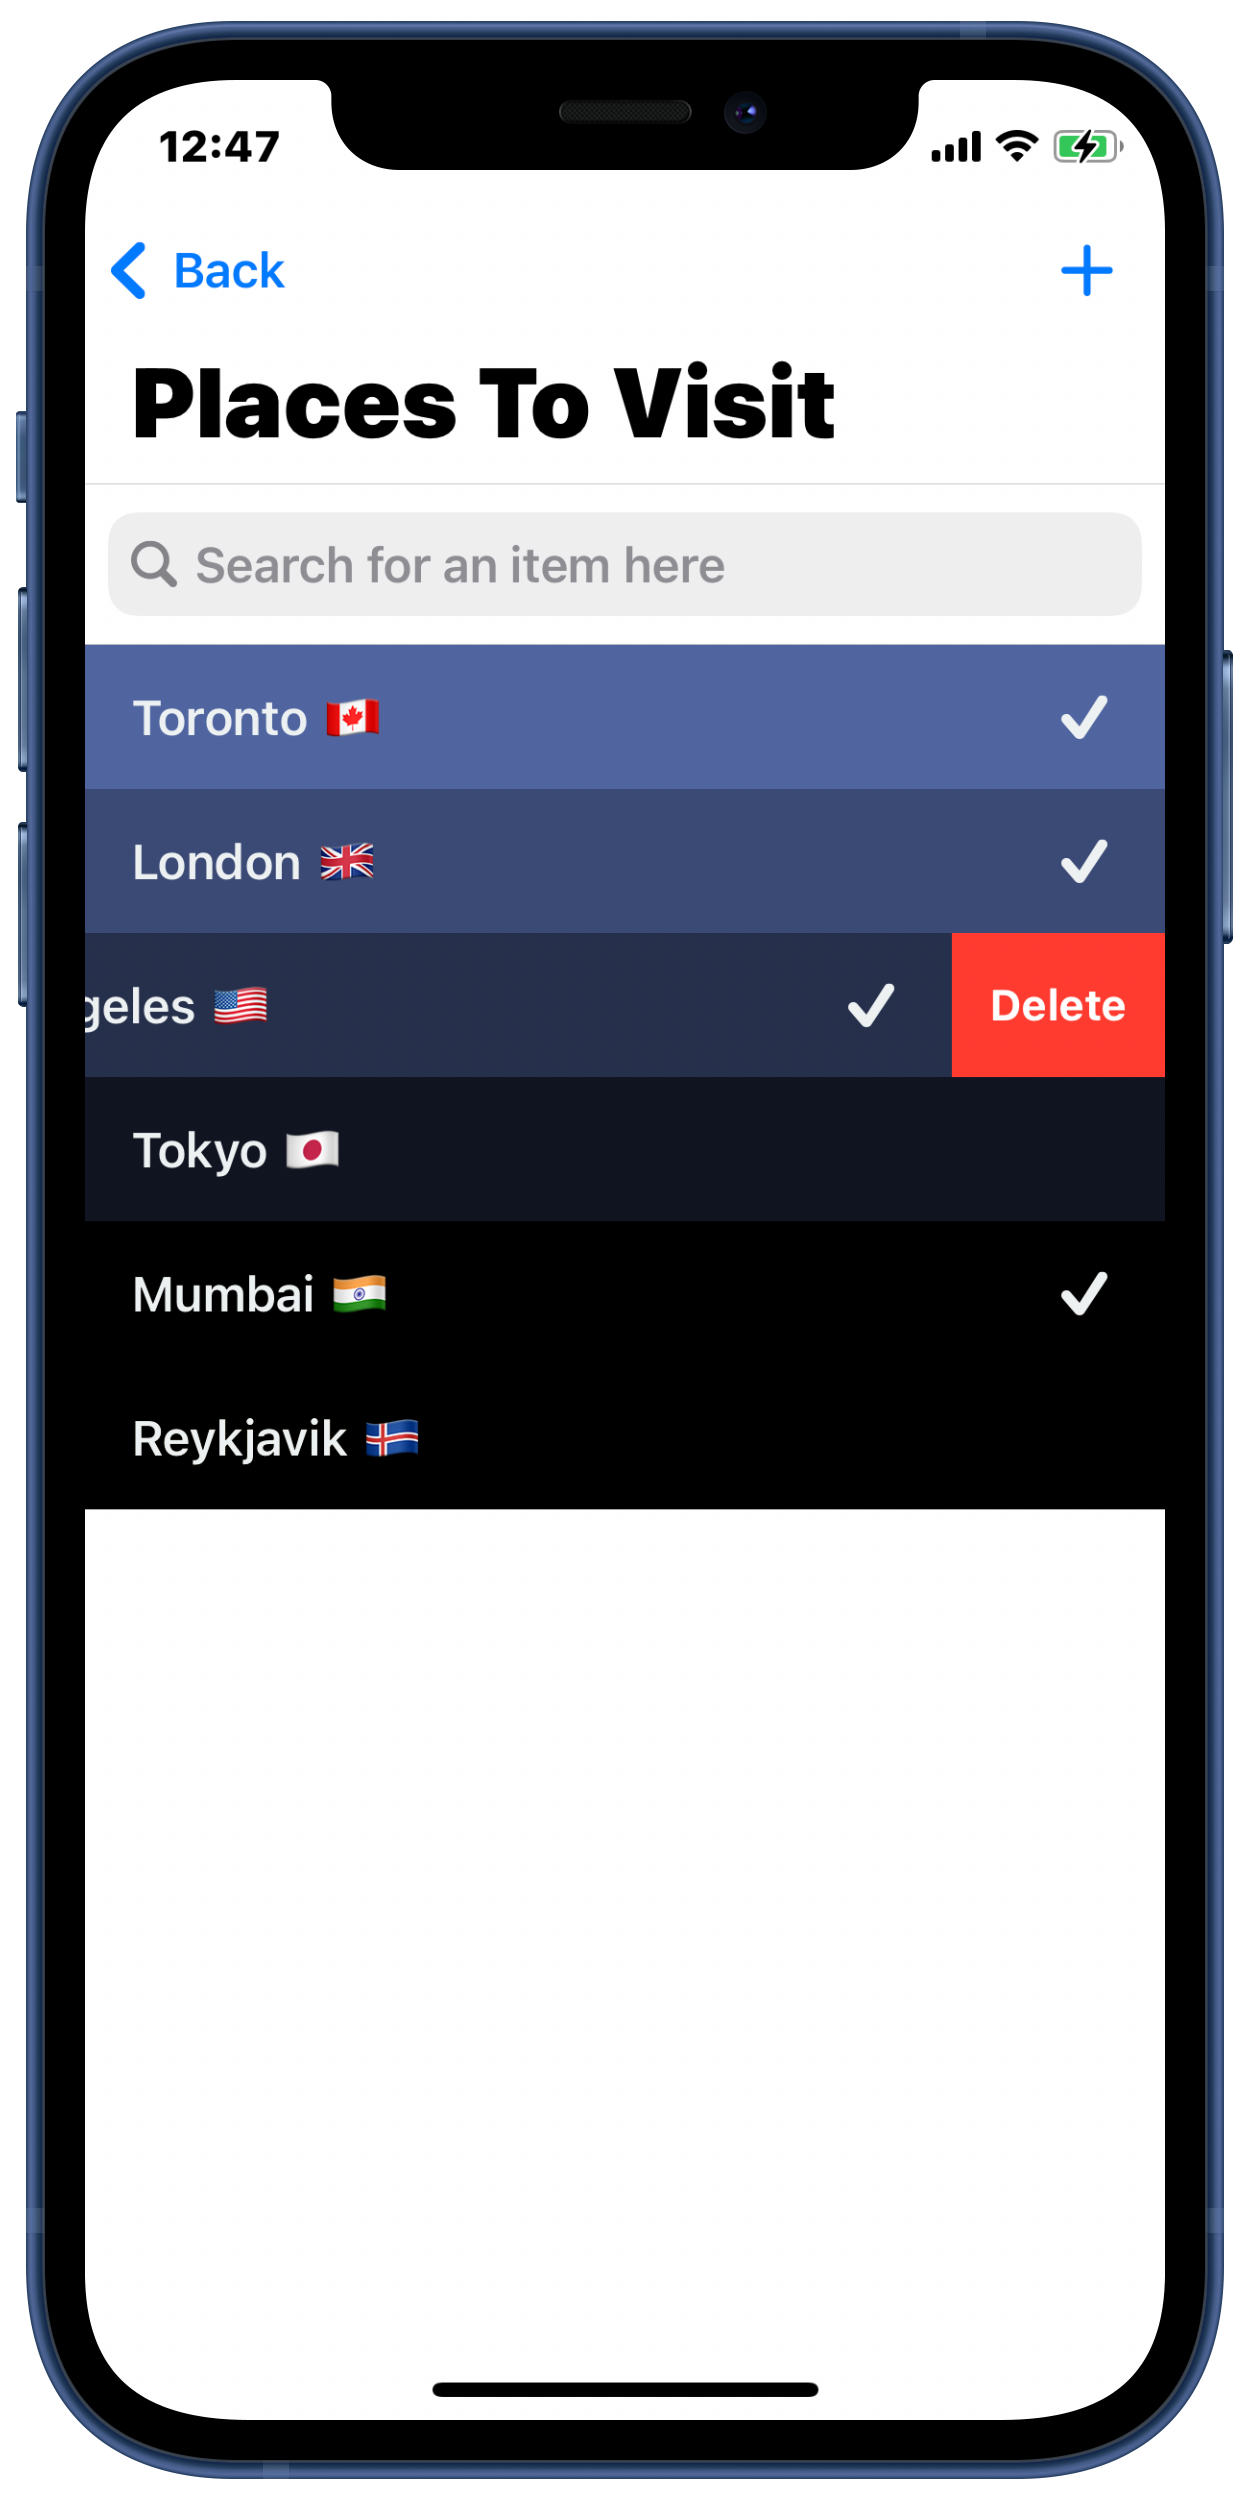 12:47
Back
Places To Visit
Search for an item here
Toronto 🇨🇦
London 🇬🇧
geles 🇺🇸 Delete
Tokyo 🇯🇵
Mumbai 🇮🇳
Reykjavik 🇮🇸